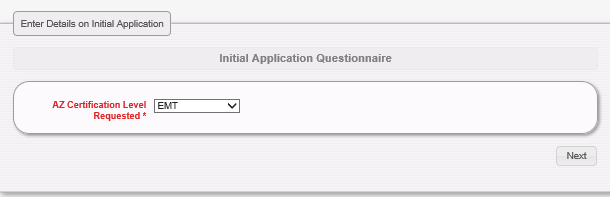 Enter Details on Initial Application
Initial Application Questionnaire
AZ Certification Level
Requested *
EMT
Next